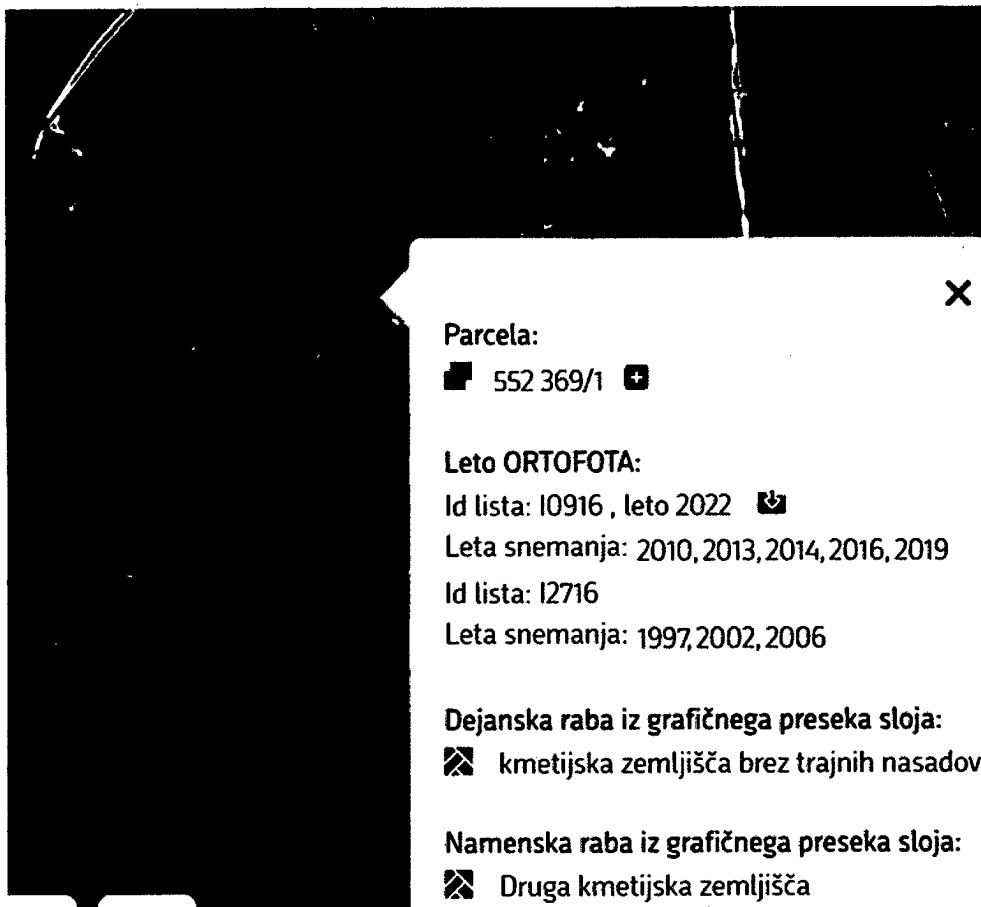 Parcela:
552 369/1
Leto ORTOFOTA:
Id lista: I0916 , leto 2022
Leta snemanja: 2010, 2013, 2014, 2016, 2019
Id lista: I2716
Leta snemanja: 1997, 2002, 2006
Dejanska raba iz grafičnega preseka sloja:
kmetijska zemljišča brez trajnih nasadov
Namenska raba iz grafičnega preseka sloja:
Druga kmetijska zemljišča